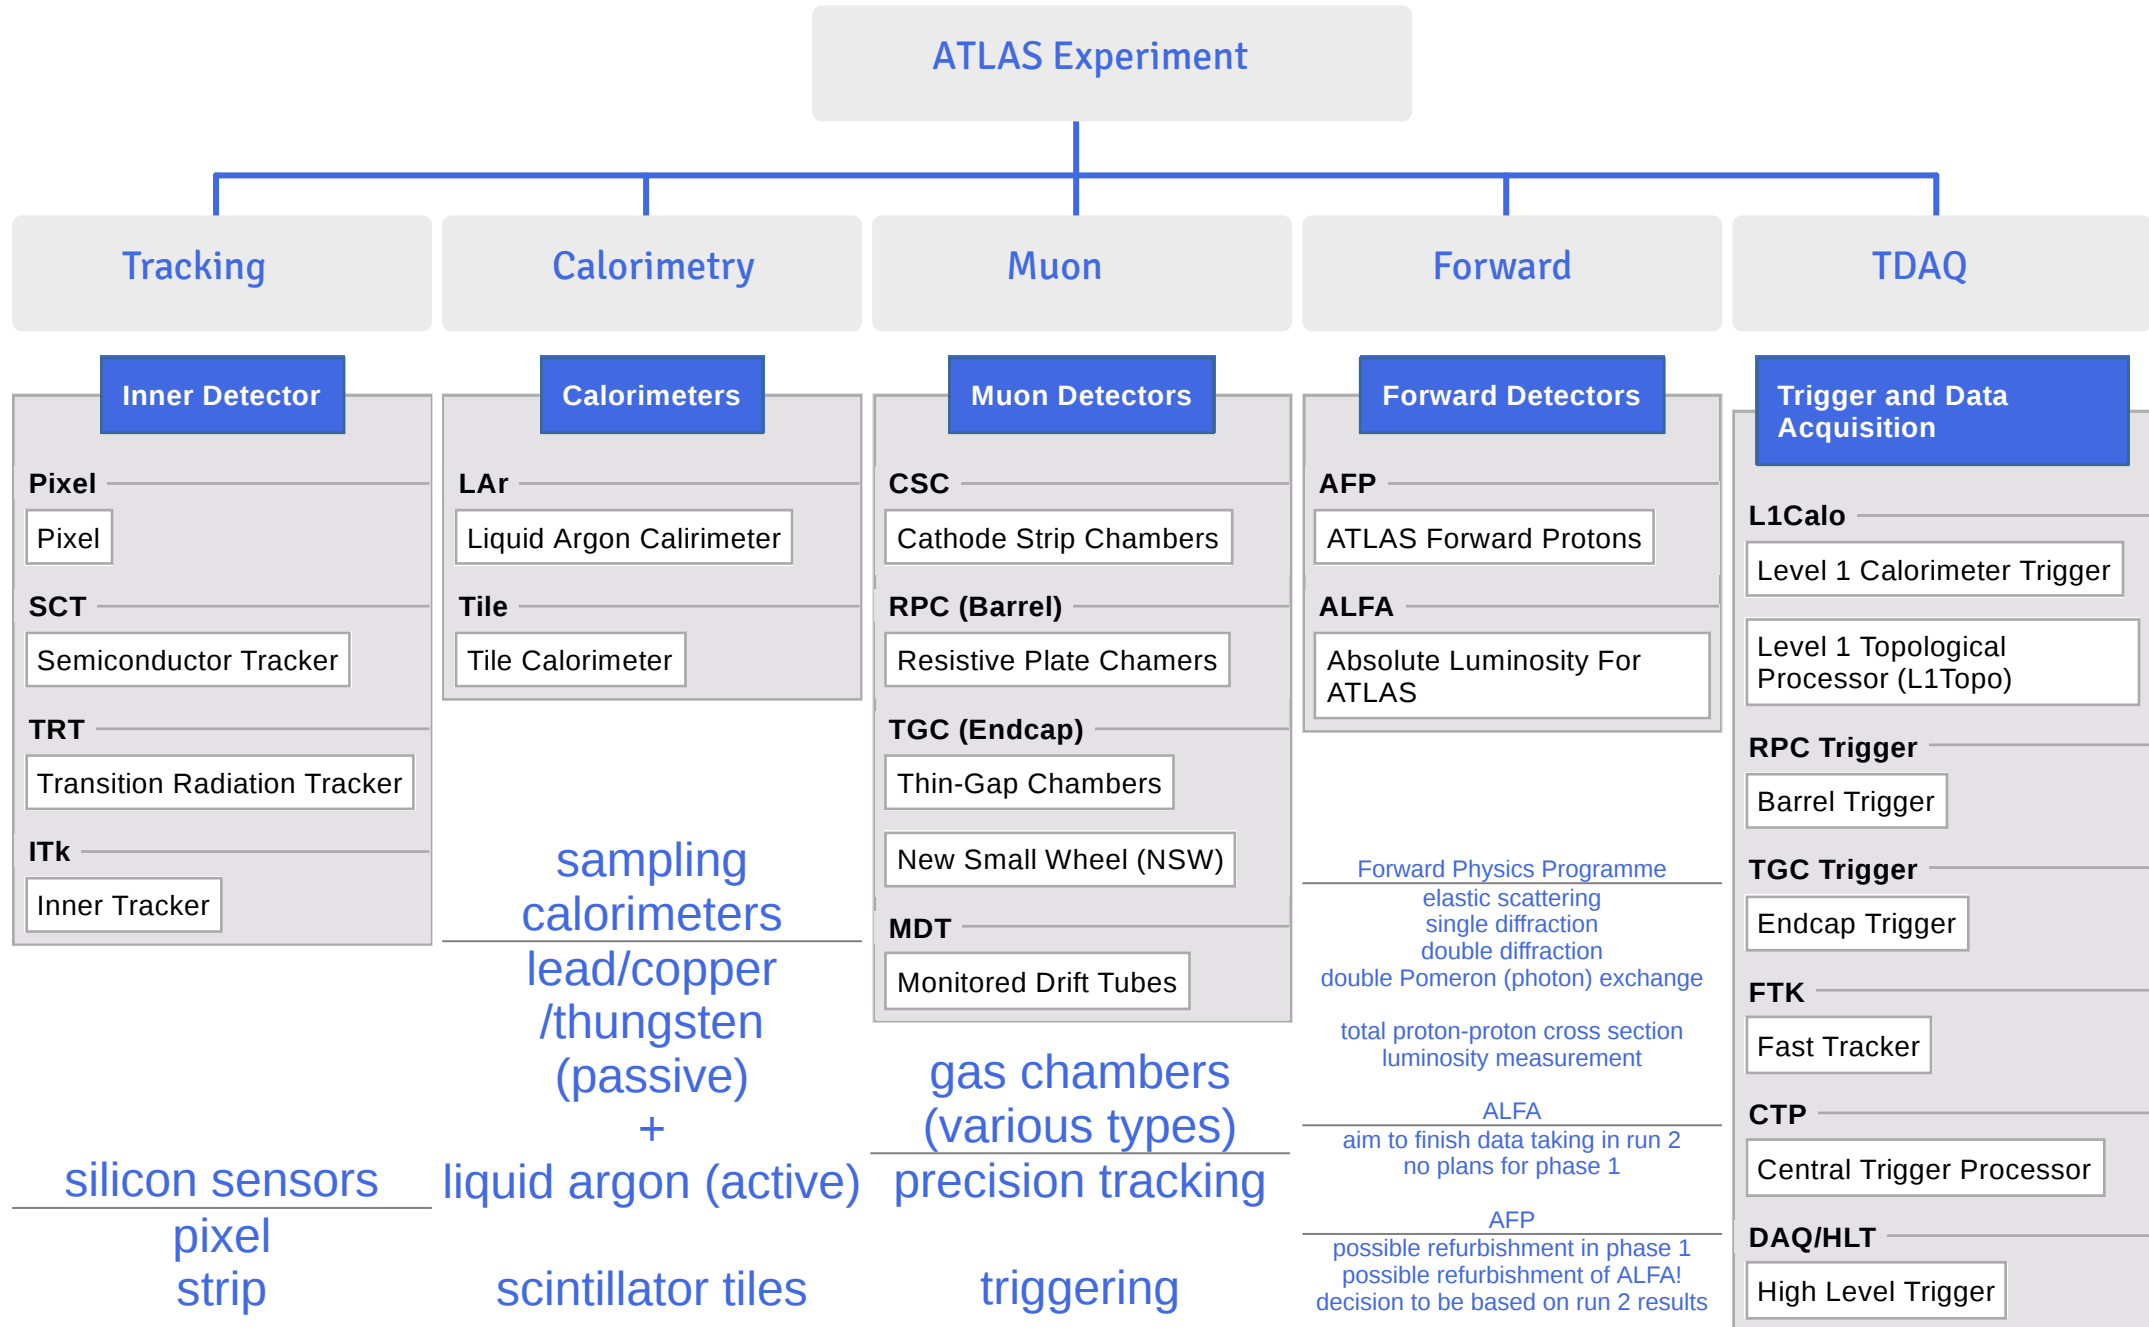 ATLAS Experiment
Tracking
Calorimetry
Muon
Forward
TDAQ
Inner Detector
Pixel
Pixel
SCT
Semiconductor Tracker
TRT
Transition Radiation Tracker
ITk
Inner Tracker
silicon sensors
pixel
strip
Calorimeters
LAr
Liquid Argon Calirimeter
Tile
Tile Calorimeter
sampling
calorimeters
lead/copper
/thungsten
(passive)
+
liquid argon (active)
scintillator tiles
Muon Detectors
CSC
Cathode Strip Chambers
RPC (Barrel)
Resistive Plate Chamers
TGC (Endcap)
Thin-Gap Chambers
New Small Wheel (NSW)
MDT
Monitored Drift Tubes
gas chambers
(various types)
precision tracking
triggering
Forward Detectors
AFP
ATLAS Forward Protons
ALFA
Absolute Luminosity For
ATLAS
Forward Physics Programme
elastic scattering
single diffraction
double diffraction
double Pomeron (photon) exchange
total proton-proton cross section
luminosity measurement
ALFA
aim to finish data taking in run 2
no plans for phase 1
AFP
possible refurbishment in phase 1
possible refurbishment of ALFA!
decision to be based on run 2 results
Trigger and Data
Acquisition
L1Calo
Level 1 Calorimeter Trigger
Level 1 Topological
Processor (L1Topo)
RPC Trigger
Barrel Trigger
TGC Trigger
Endcap Trigger
FTK
Fast Tracker
CTP
Central Trigger Processor
DAQ/HLT
High Level Trigger